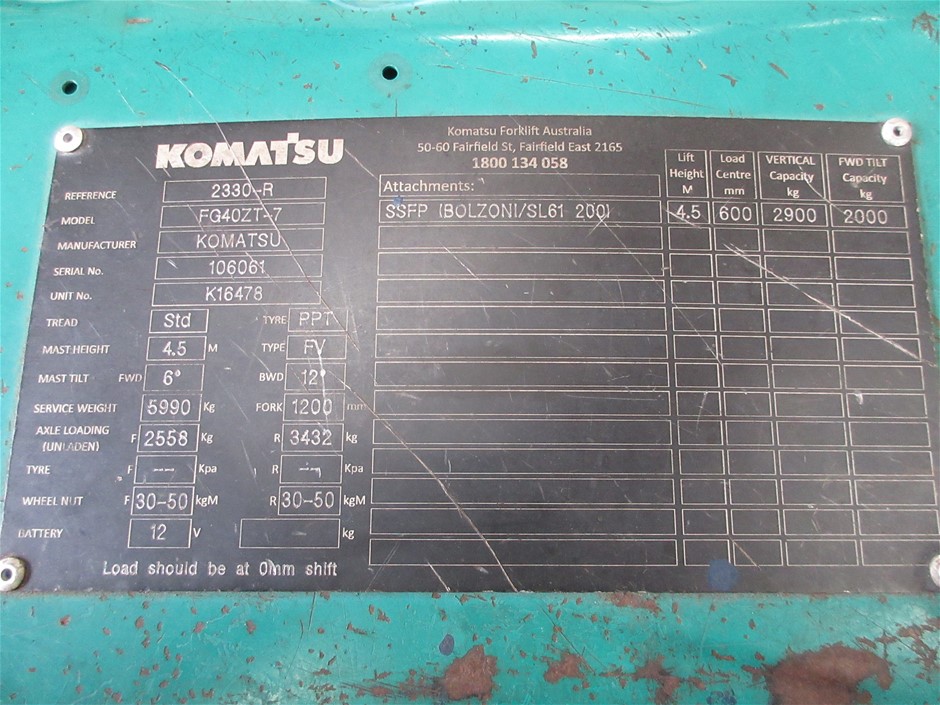 KOMATSU
Komatsu Forklift Australia
50-60 Fairfield St, Fairfield East 2165
1800 134 058
REFERENCE 2330-R
MODEL FG40ZT-7
MANUFACTURER KOMATSU
SERIAL No. 106061
UNIT No. K16478
TREAD Std TYRE PPT
MAST HEIGHT 4.5 M TYPE FV
MAST TILT FWD 6° BWD 12°
SERVICE WEIGHT 5990 Kg FORK 1200 mm
AXLE LOADING (UNLADEN) F 2558 Kg R 3432 kg
TYRE F --- Kpa R --- Kpa
WHEEL NUT F 30-50 kgM R 30-50 kgM
BATTERY 12 V kg
Load should be at 0mm shift
Attachments: Lift Height M Load Centre mm VERTICAL Capacity kg FWD TILT Capacity kg
SSFP (BOLZONI/SL61 200) 4.5 600 2900 2000